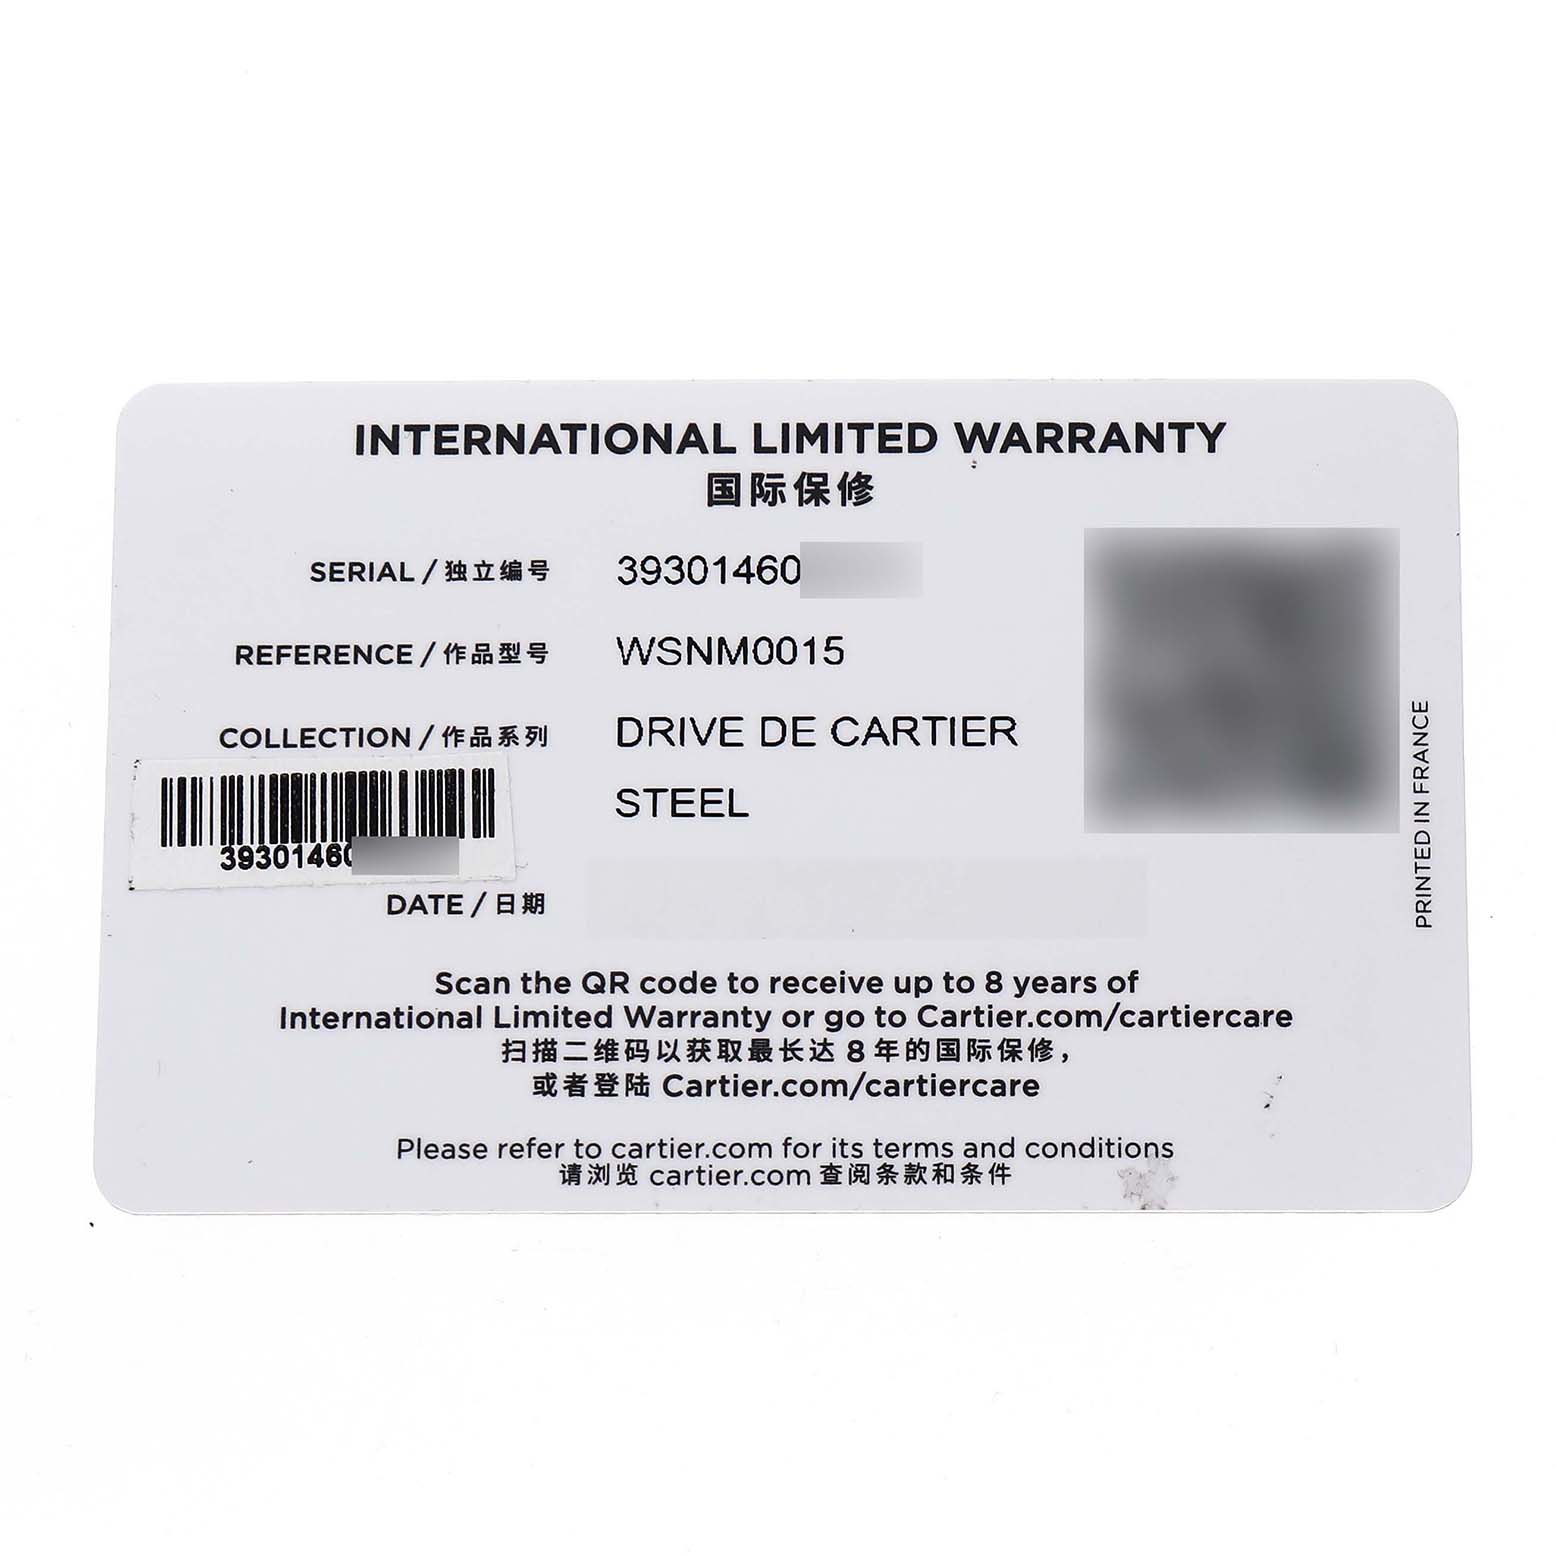 INTERNATIONAL LIMITED WARRANTY
国际保修
SERIAL / 独立编号 39301460
REFERENCE / 作品型号 WSNM0015
COLLECTION / 作品系列 DRIVE DE CARTIER
STEEL
39301460
DATE / 日期
PRINTED IN FRANCE
Scan the QR code to receive up to 8 years of
International Limited Warranty or go to Cartier.com/cartiercare
扫描二维码以获取最长达 8 年的国际保修，
或者登陆 Cartier.com/cartiercare
Please refer to cartier.com for its terms and conditions
请浏览 cartier.com 查阅条款和条件